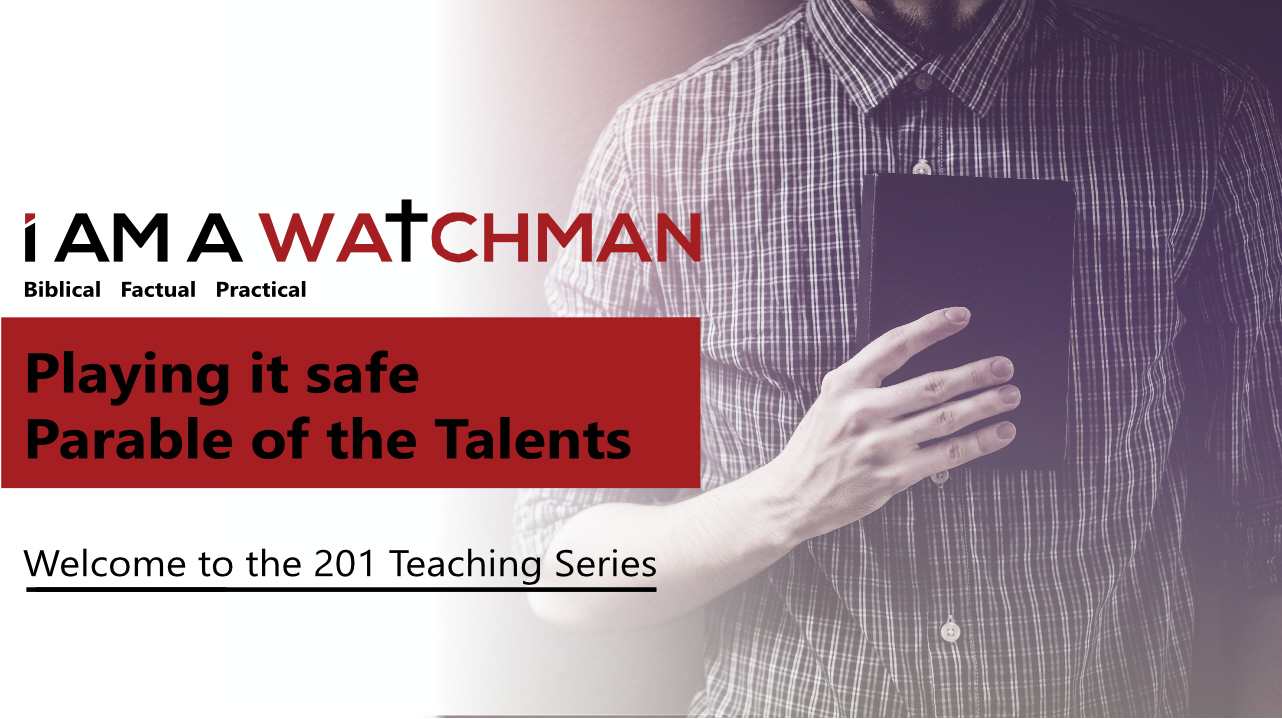 i AM A WATCHMAN
Biblical Factual Practical
Playing it safe
Parable of the Talents
Welcome to the 201 Teaching Series